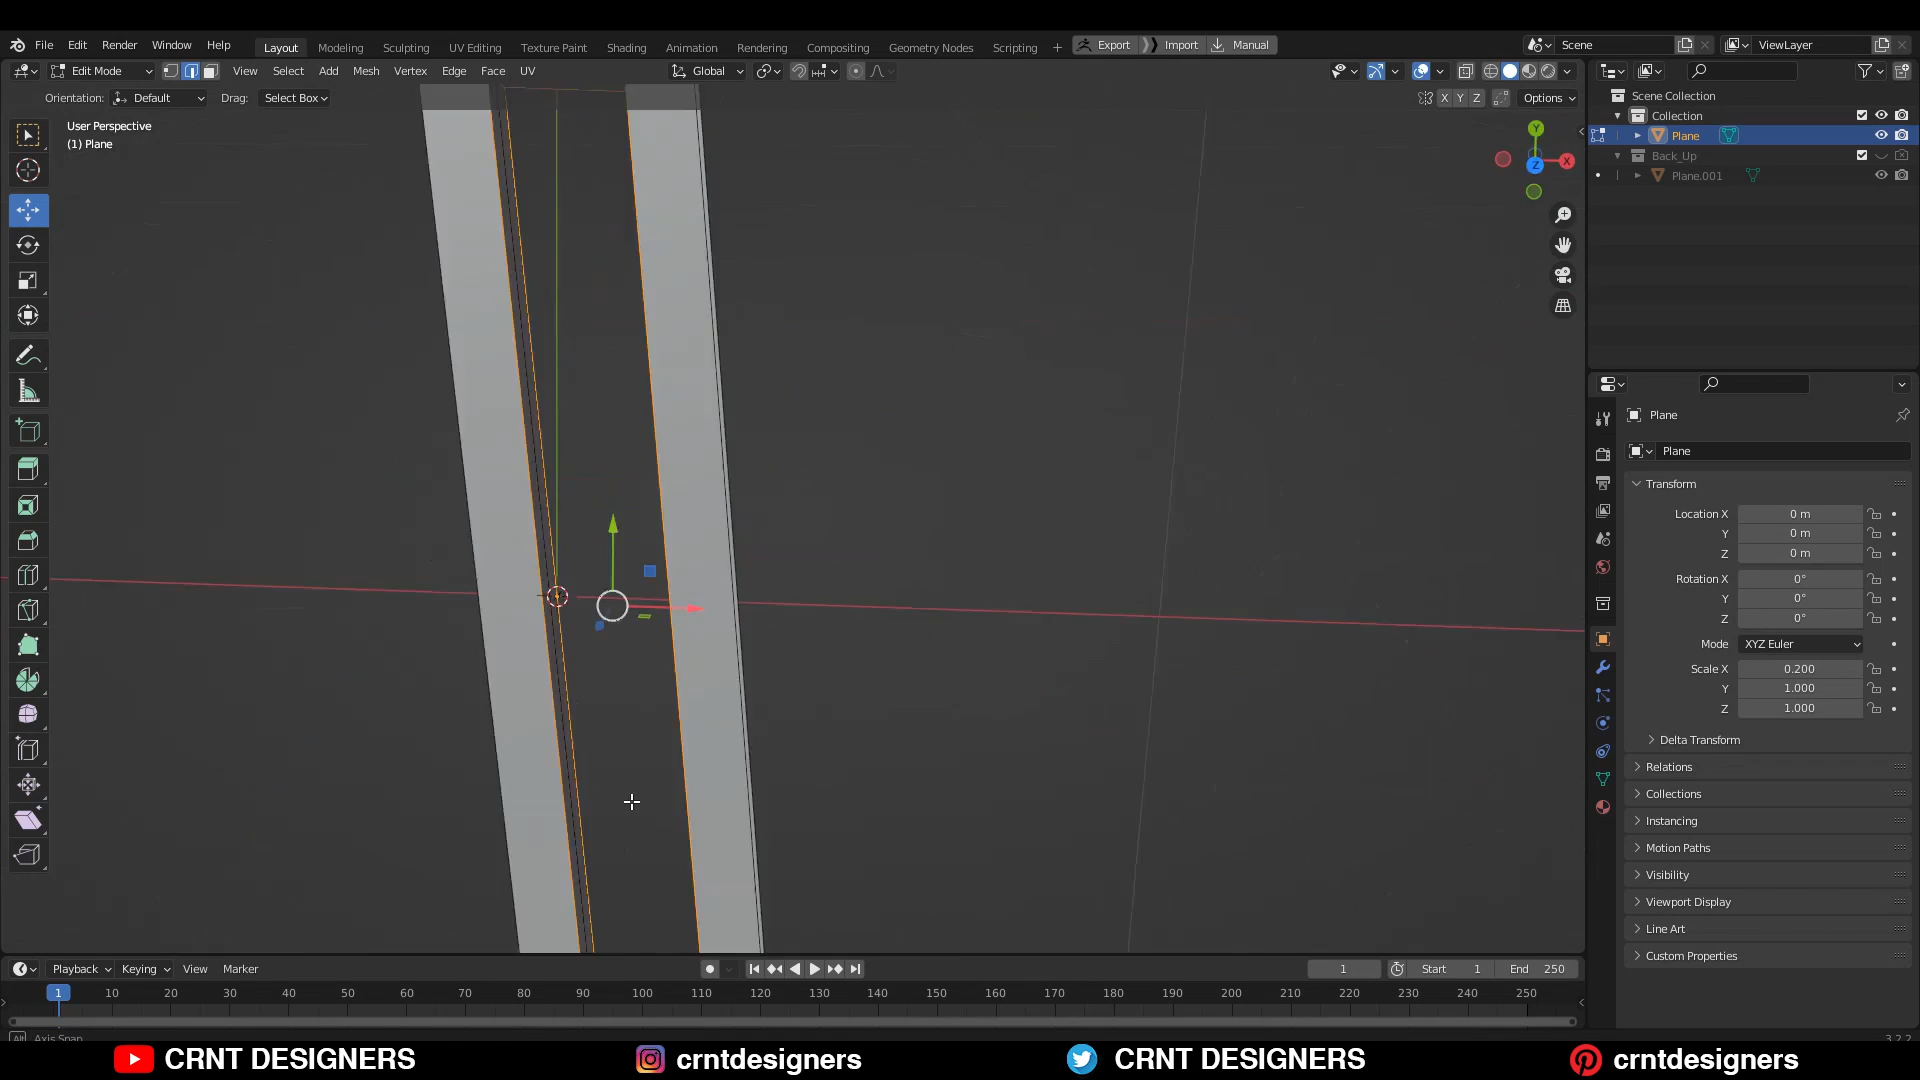 File Edit Render Window Help Layout Modeling Sculpting UV Editing Texture Paint Shading Animation Rendering Compositing Geometry Nodes Scripting + Export Import Manual Scene ViewLayer
Edit Mode View Select Add Mesh Vertex Edge Face UV Global
Orientation: Default Drag: Select Box X Y Z Options
User Perspective
(1) Plane
Y
X
Z
Scene Collection
Collection
Plane
Back_Up
Plane.001
Plane
Plane
Transform
Location X 0 m
Y 0 m
Z 0 m
Rotation X 0°
Y 0°
Z 0°
Mode XYZ Euler
Scale X 0.200
Y 1.000
Z 1.000
Delta Transform
Relations
Collections
Instancing
Motion Paths
Visibility
Viewport Display
Line Art
Custom Properties
Playback Keying View Marker 1 Start 1 End 250
1 10 20 30 40 50 60 70 80 90 100 110 120 130 140 150 160 170 180 190 200 210 220 230 240 250
Alt Axis Snap 3.2.2
CRNT DESIGNERS crntdesigners CRNT DESIGNERS crntdesigners